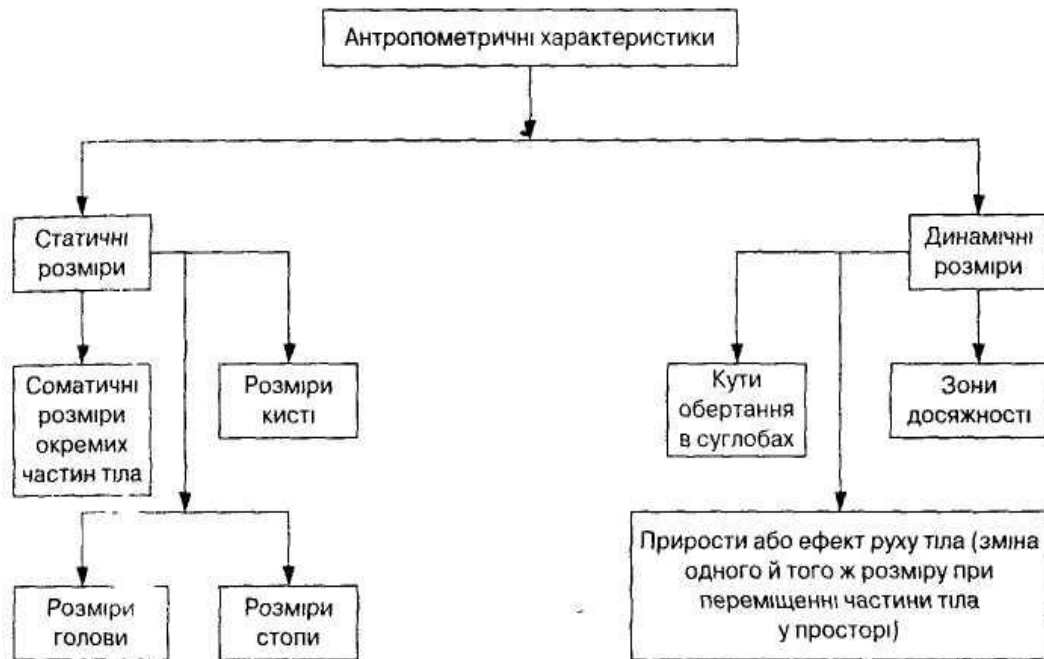 Антропометричні характеристики
Статичні
розміри
Динамічні
розміри
Соматичні
розміри
окремих
частин тіла
Розміри
кисті
Кути
обертання
в суглобах
Зони
досяжності
Розміри
голови
Розміри
стопи
Прирости або ефект руху тіла (зміна
одного й того ж розміру при
переміщенні частини тіла
у просторі)